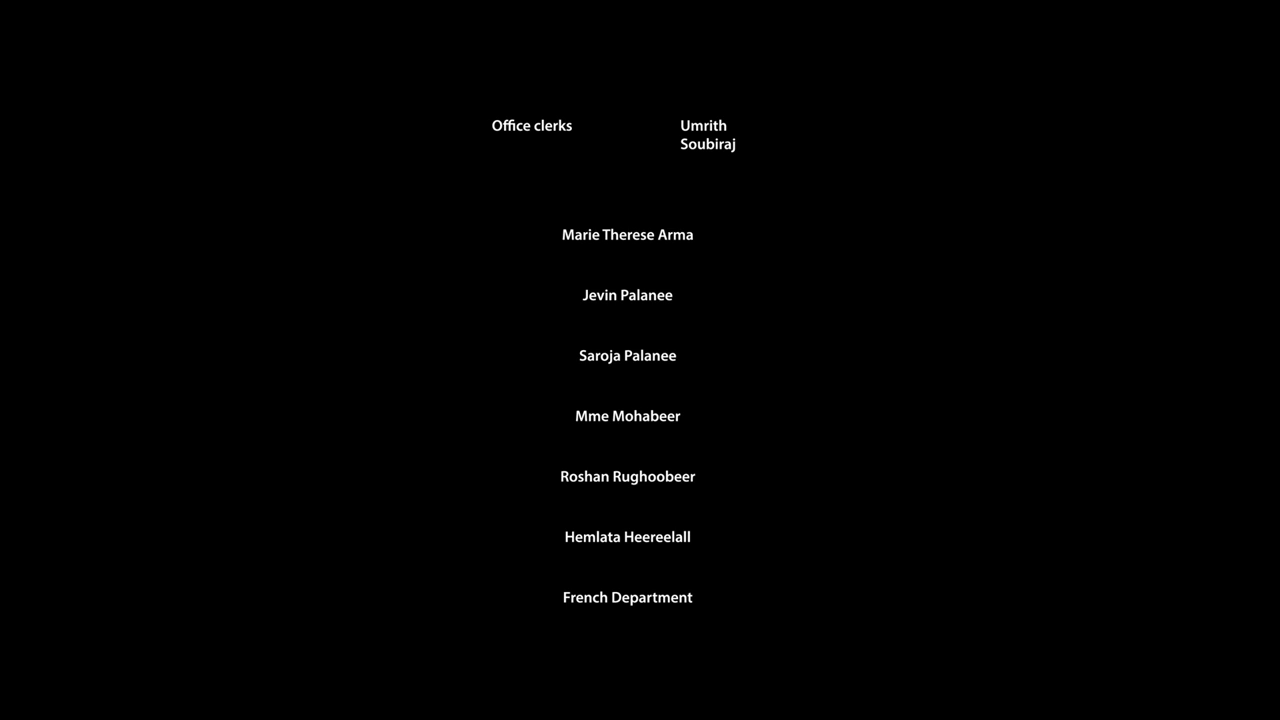 Office clerks Umrith
Soubiraj
Marie Therese Arma
Jevin Palanee
Saroja Palanee
Mme Mohabeer
Roshan Rughoobeer
Hemlata Heereelall
French Department